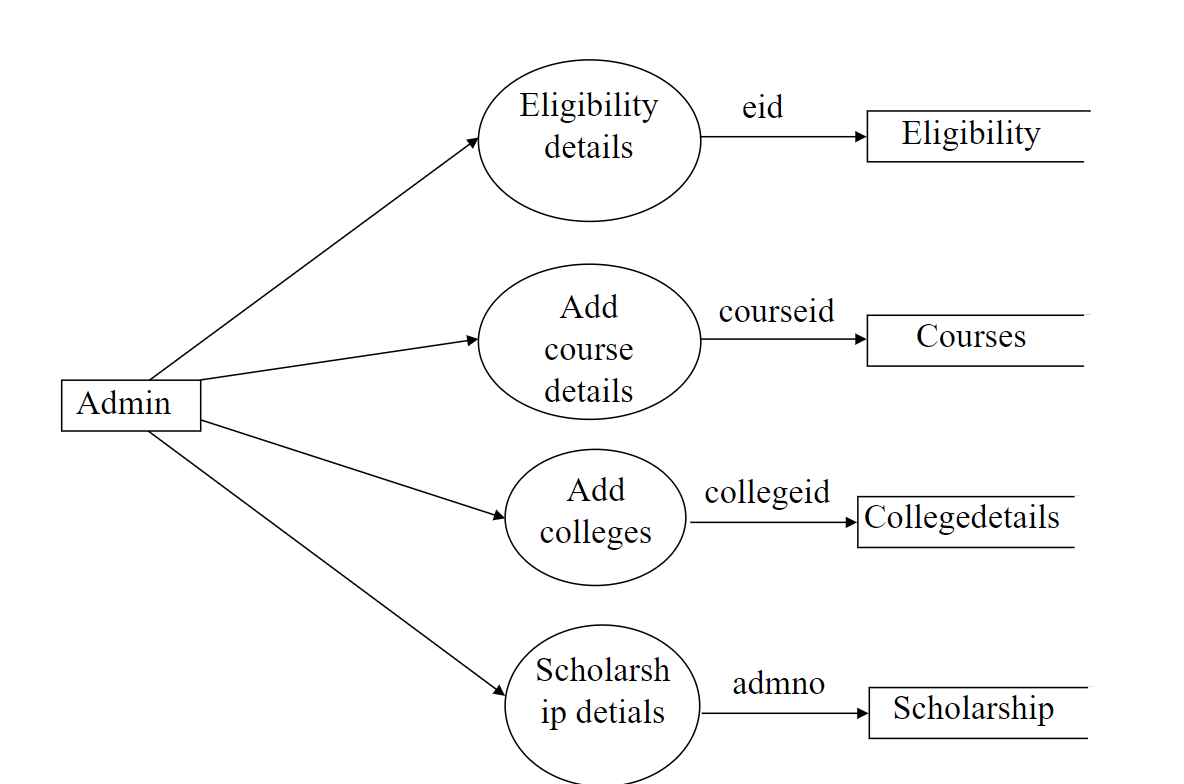 Eligibility
details
eid
Eligibility
Add
course
details
courseid
Courses
Admin
Add
colleges
collegeid
Collegedetails
Scholarsh
ip detials
admno
Scholarship